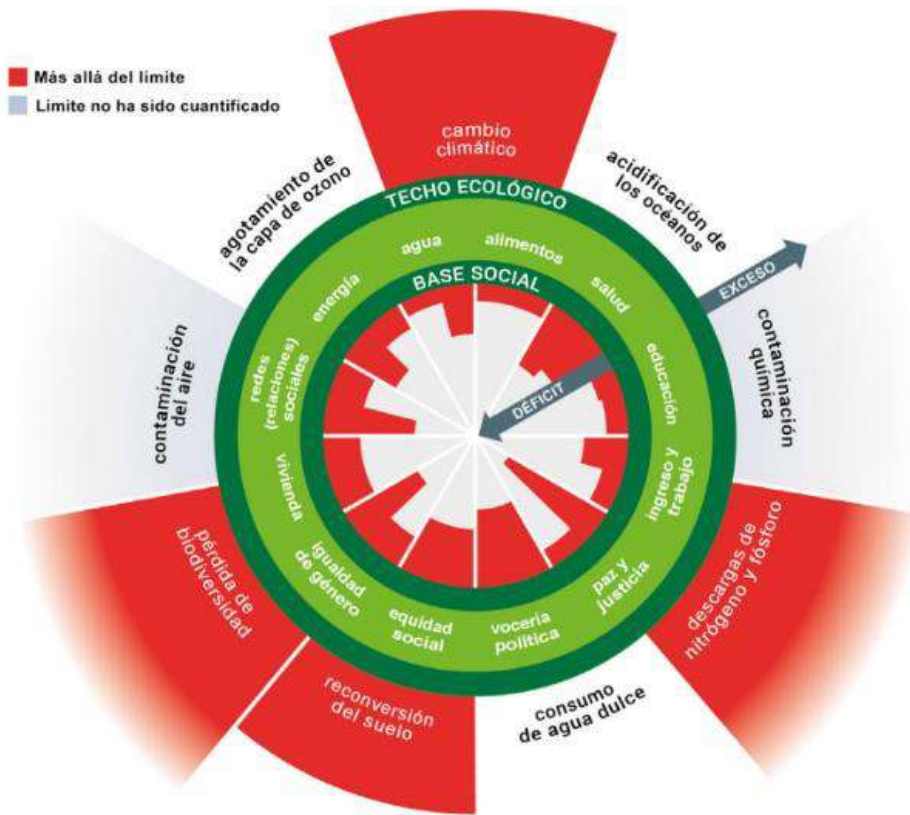 Más allá del límite
Limite no ha sido cuantificado
cambio
climático
agotamiento de
la capa de ozono
acidificación de
los océanos
TECHO ECOLÓGICO
agua
alimentos
energía
salud
BASE SOCIAL
EXCESO
DÉFICIT
redes
(relaciones)
sociales
educación
contaminación
del aire
contaminación
química
vivienda
ingreso y
trabajo
igualdad
de género
paz y
justicia
equidad
social
vocería
política
pérdida de
biodiversidad
descargas de
nitrógeno y fósforo
reconversión
del suelo
consumo
de agua dulce